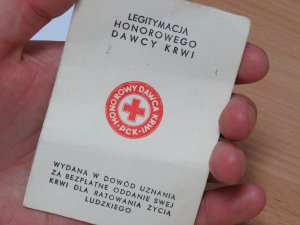 LEGITYMACJA
HONOROWEGO
DAWCY KRWI
HONOROWY DAWCA
KRWI • PCK •
WYDANA W DOWÓD UZNANIA
ZA BEZPŁATNE ODDANIE SWEJ
KRWI DLA RATOWANIA ŻYCIA
LUDZKIEGO